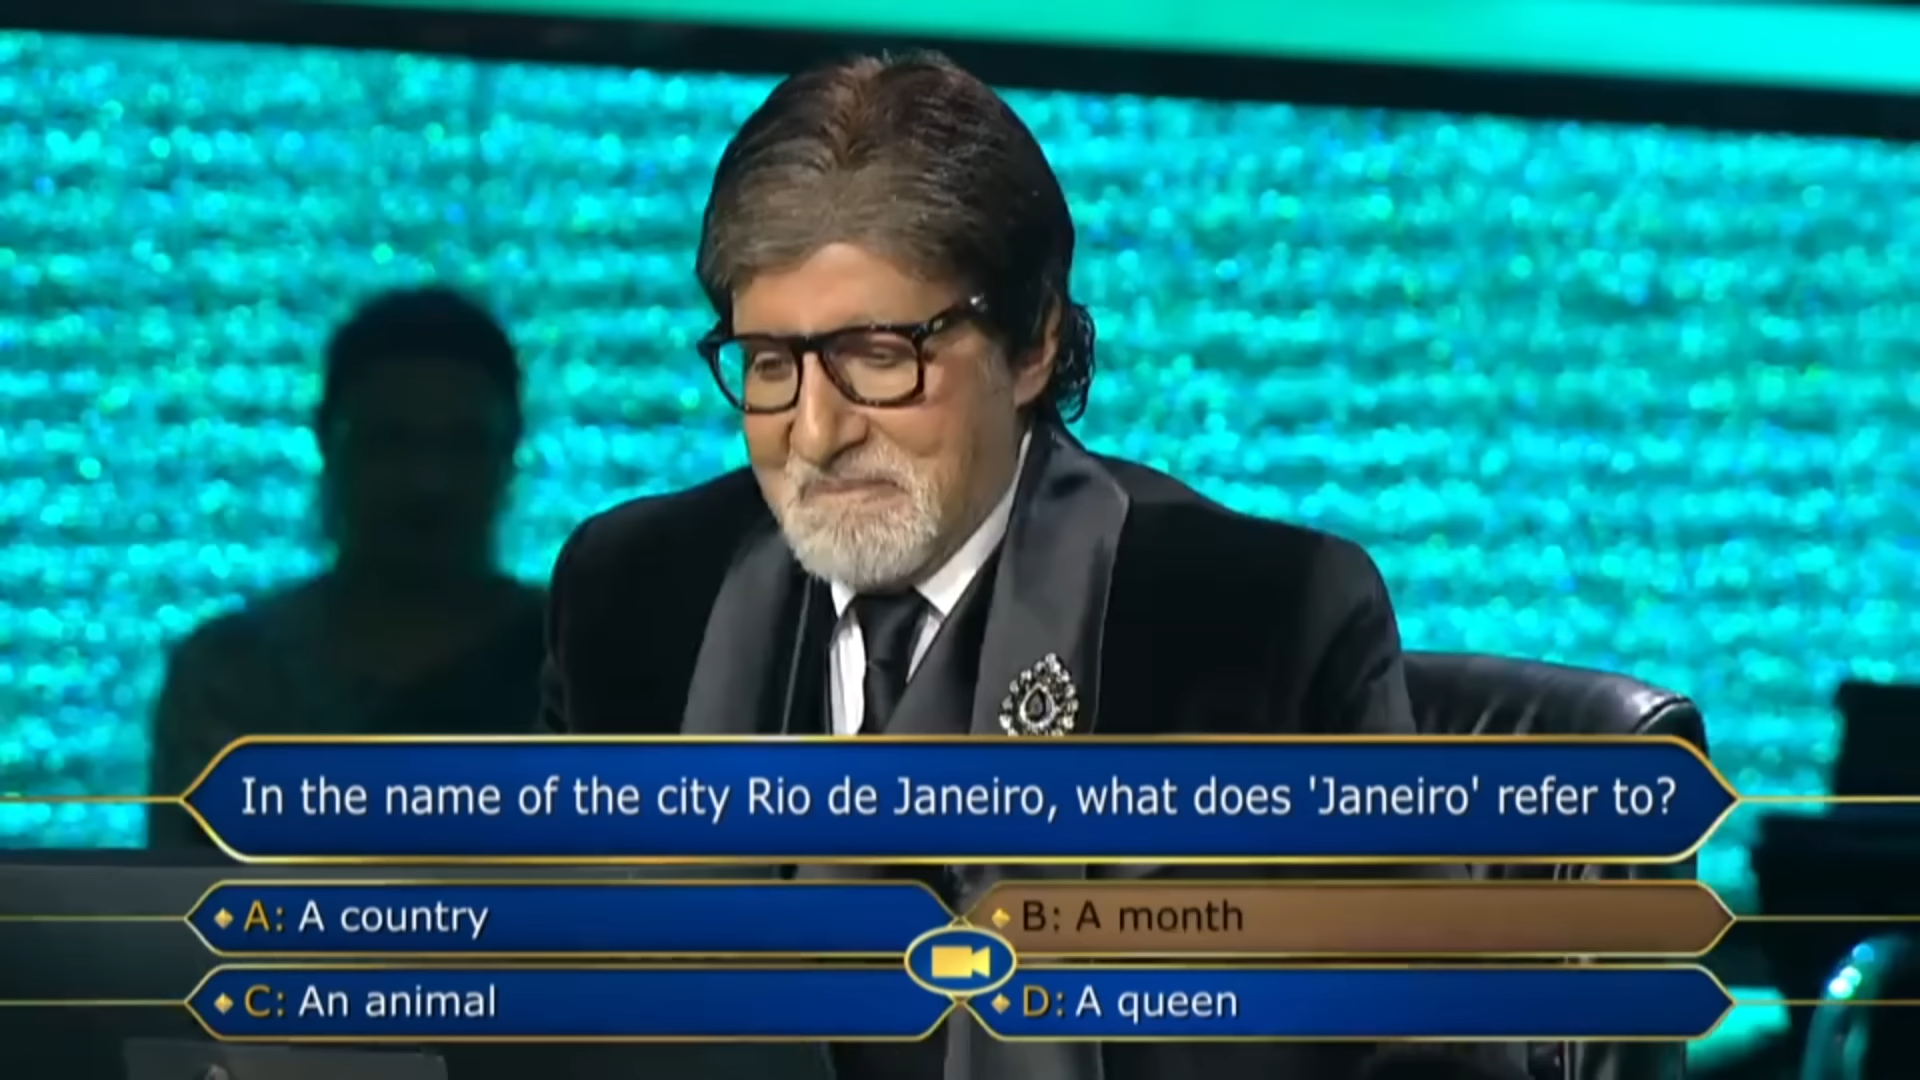 In the name of the city Rio de Janeiro, what does 'Janeiro' refer to?
A: A country
B: A month
C: An animal
D: A queen